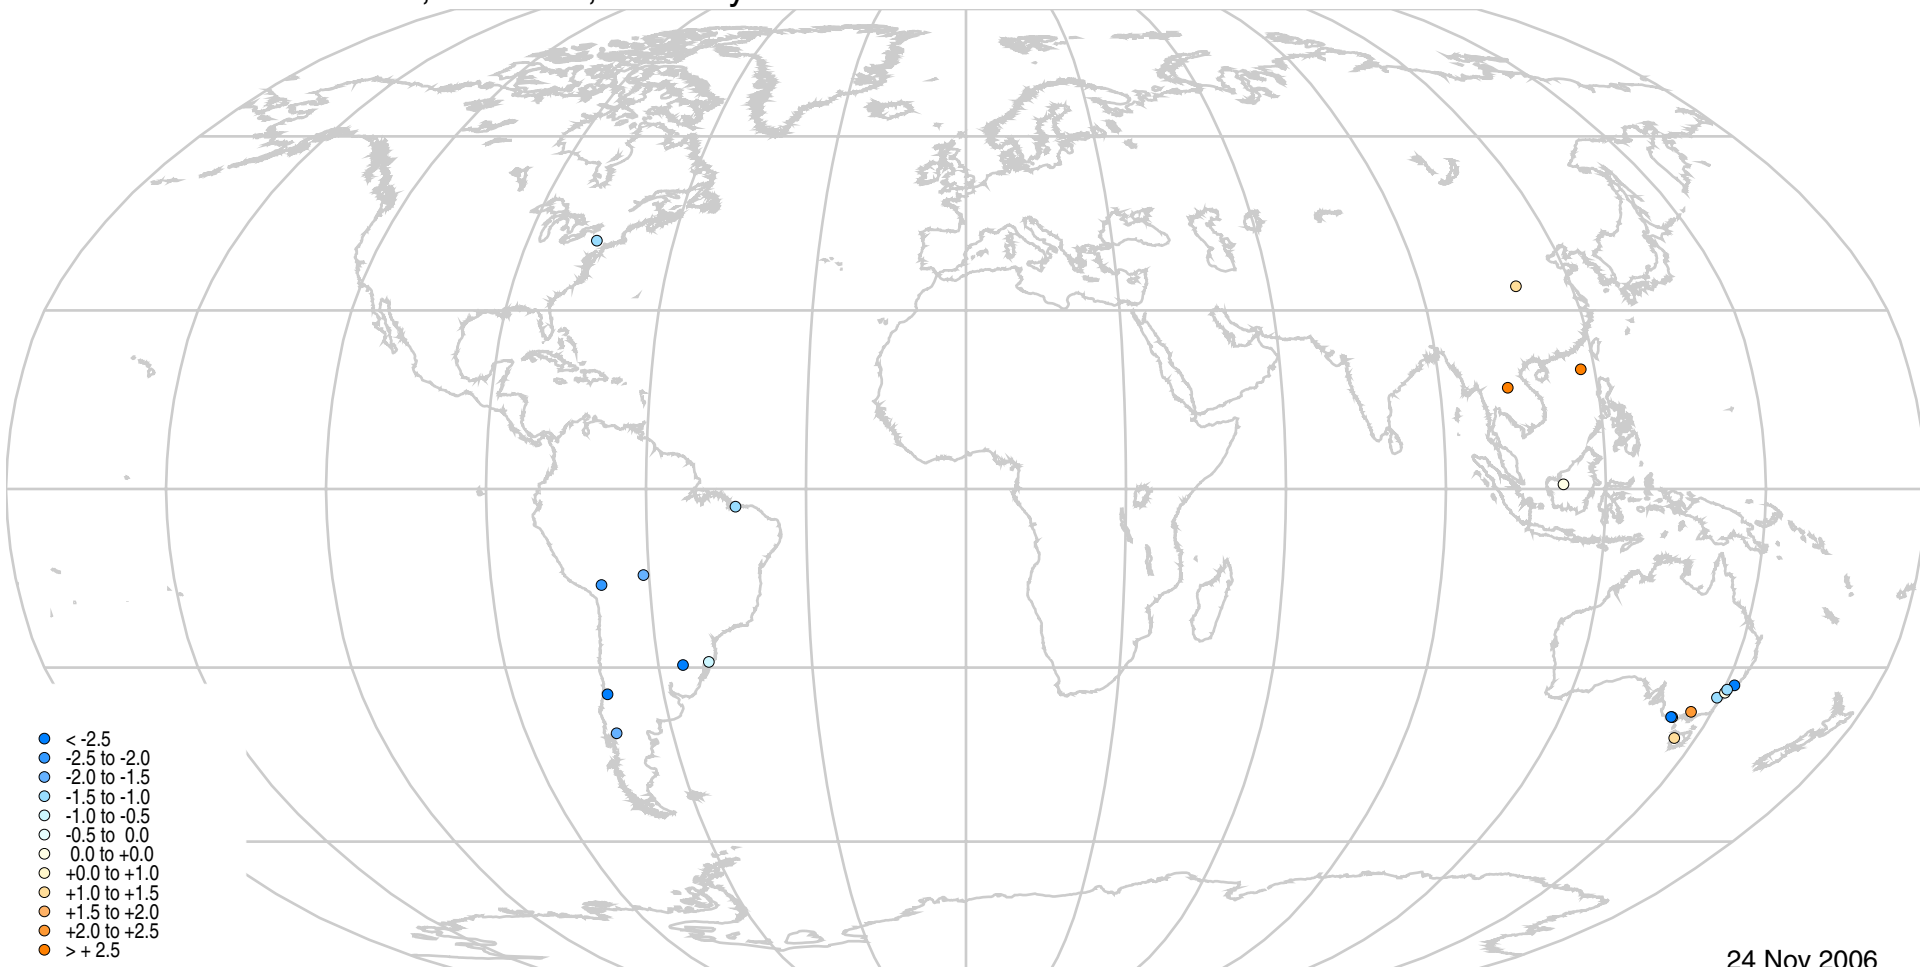 < -2.5
-2.5 to -2.0
-2.0 to -1.5
-1.5 to -1.0
-1.0 to -0.5
-0.5 to 0.0
0.0 to +0.0
+0.0 to +1.0
+1.0 to +1.5
+1.5 to +2.0
+2.0 to +2.5
> + 2.5
24 Nov 2006